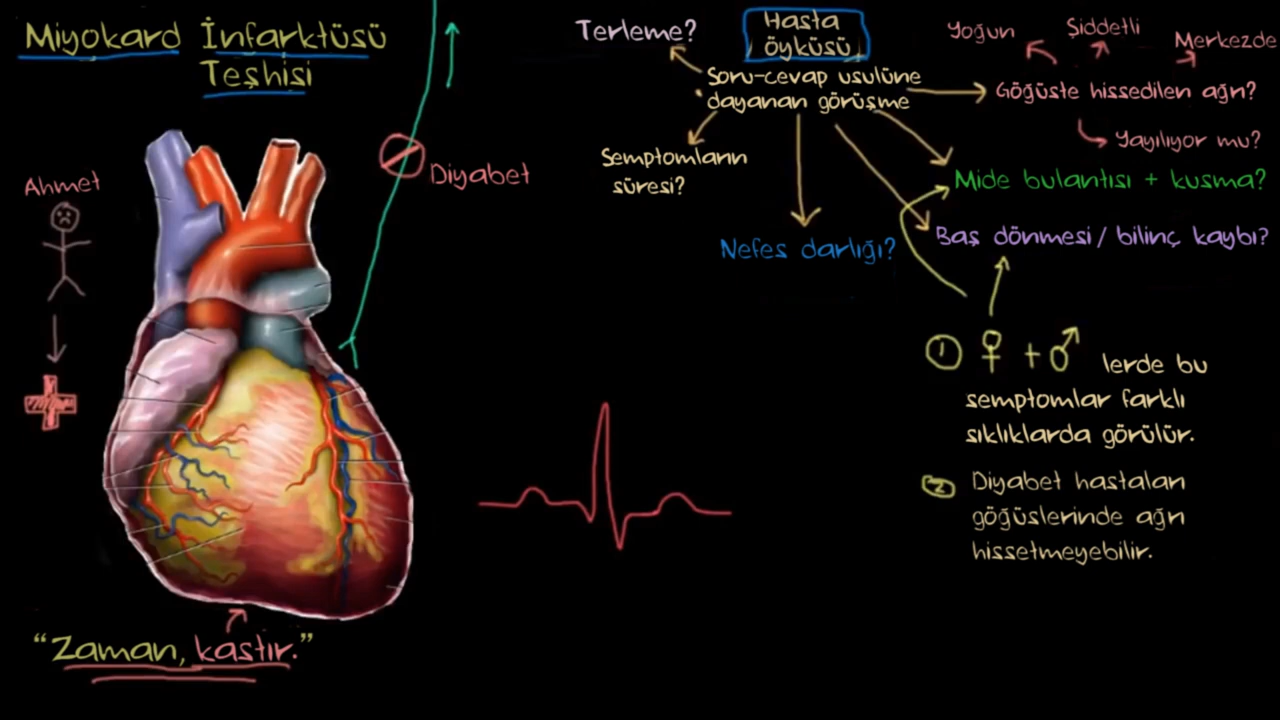 Miyokard İnfarktüsü
Teşhisi
Ahmet
Diyabet
"Zaman, kastır."
Hasta
öyküsü
Terleme?
Soru-cevap usulüne
dayanan görüşme
Semptomların
süresi?
Nefes darlığı?
Yoğun
Şiddetli
Merkezde
Göğüste hissedilen ağrı?
Yayılıyor mu?
Mide bulantısı + kusma?
Baş dönmesi / bilinç kaybı?
1 ♀ + ♂ lerde bu
semptomlar farklı
sıklıklarda görülür.
2 Diyabet hastaları
göğüslerinde ağrı
hissetmeyebilir.